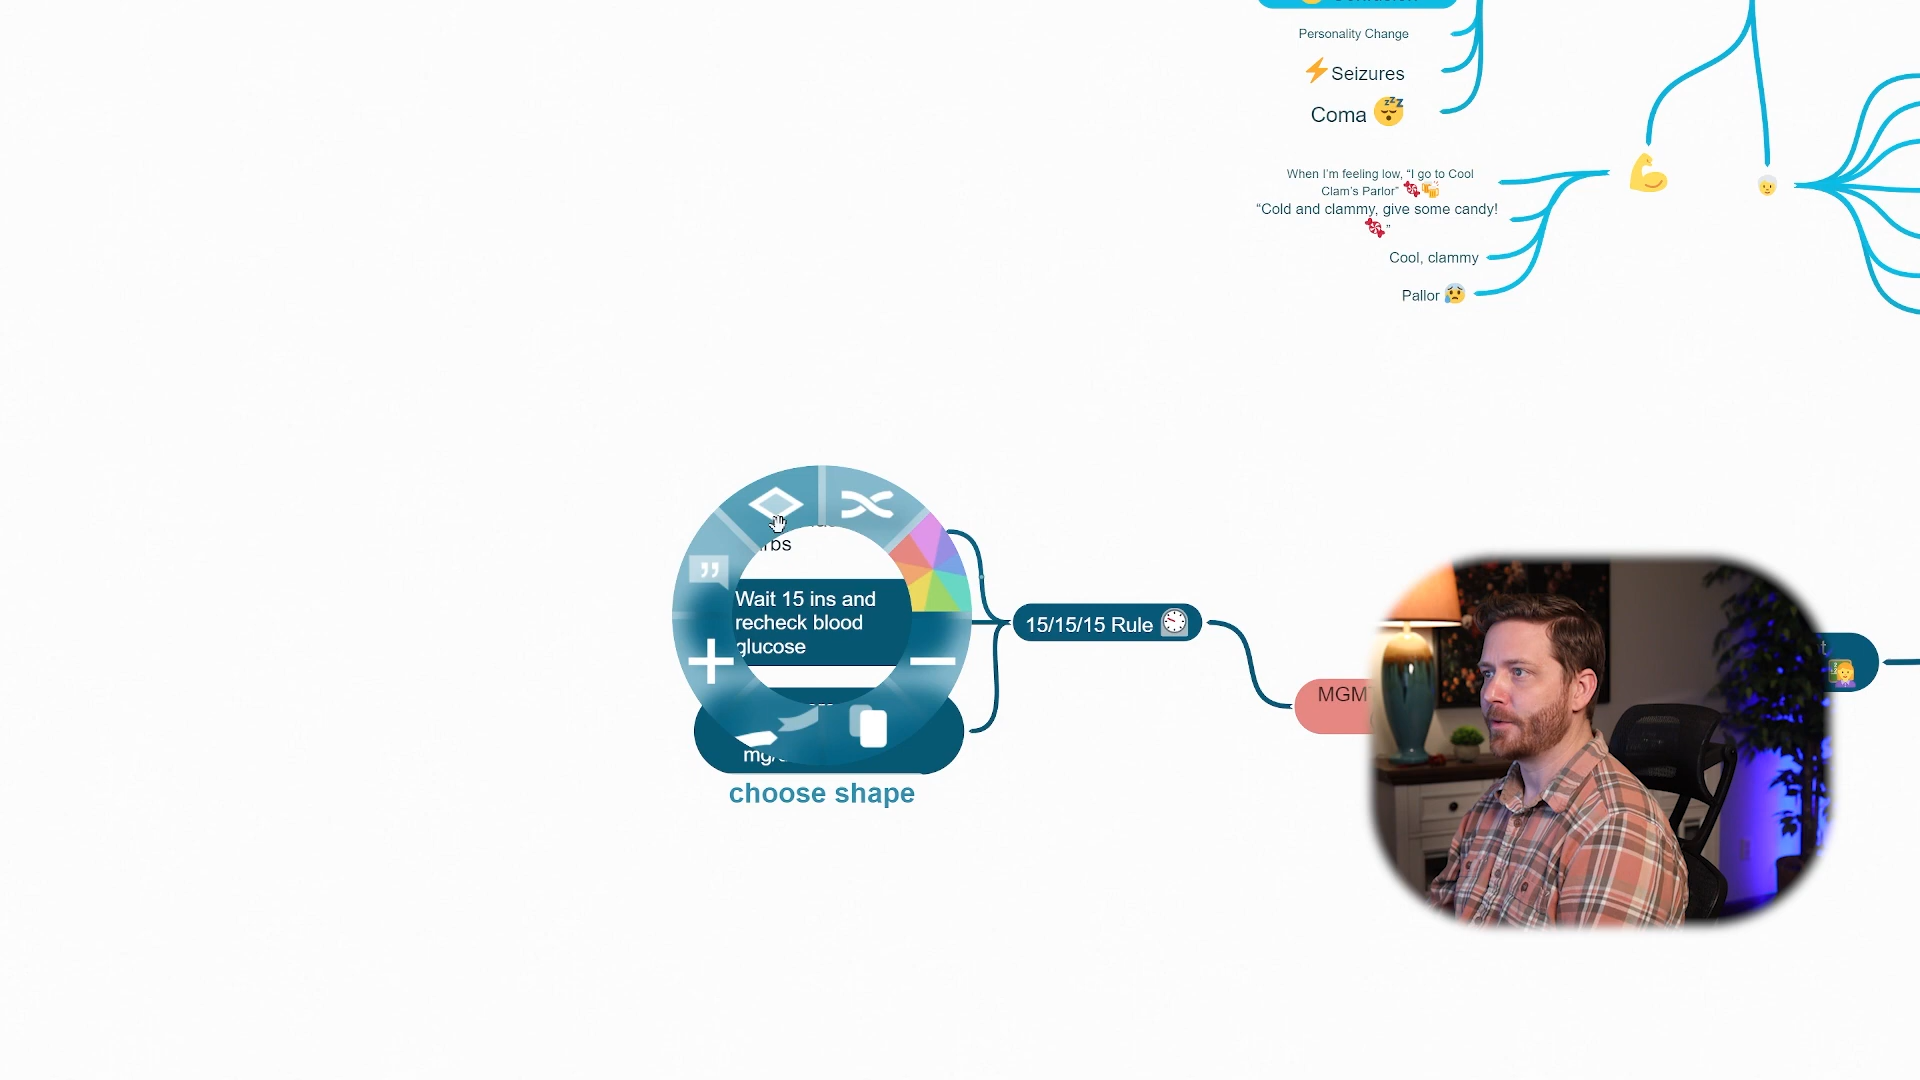 Personality Change
Seizures
Coma
When I'm feeling low, “I go to Cool
Clam's Parlor”
“Cold and clammy, give some candy!
”
Cool, clammy
Pallor
Wait 15 ins and
recheck blood
glucose
15/15/15 Rule
choose shape